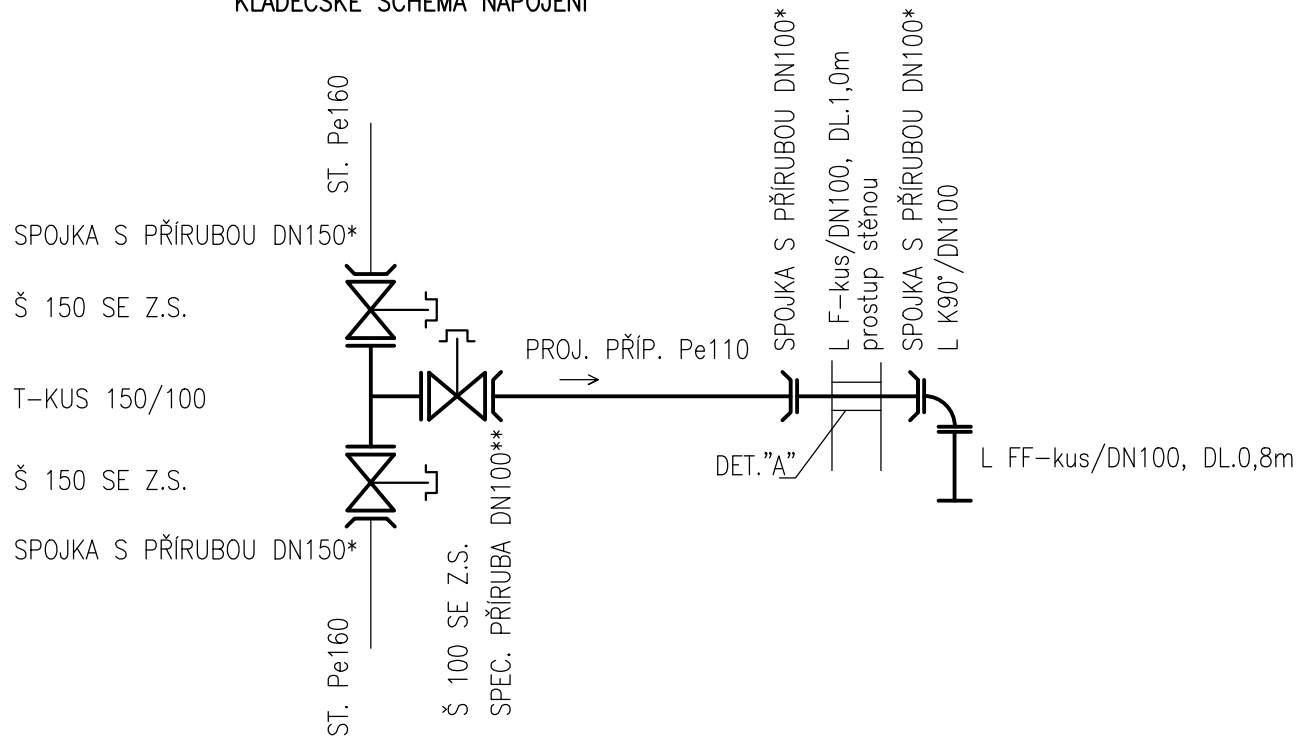 KLADEČSKÉ SCHÉMA NAPOJENÍ
ST. Pe160
SPOJKA S PŘÍRUBOU DN150*
Š 150 SE Z.S.
T-KUS 150/100
Š 150 SE Z.S.
SPOJKA S PŘÍRUBOU DN150*
ST. Pe160
Š 100 SE Z.S.
SPEC. PŘÍRUBA DN100**
PROJ. PŘÍP. Pe110
SPOJKA S PŘÍRUBOU DN100*
L F-kus/DN100, DL.1,0m
prostup stěnou
SPOJKA S PŘÍRUBOU DN100*
L K90°/DN100
DET."A"
L FF-kus/DN100, DL.0,8m